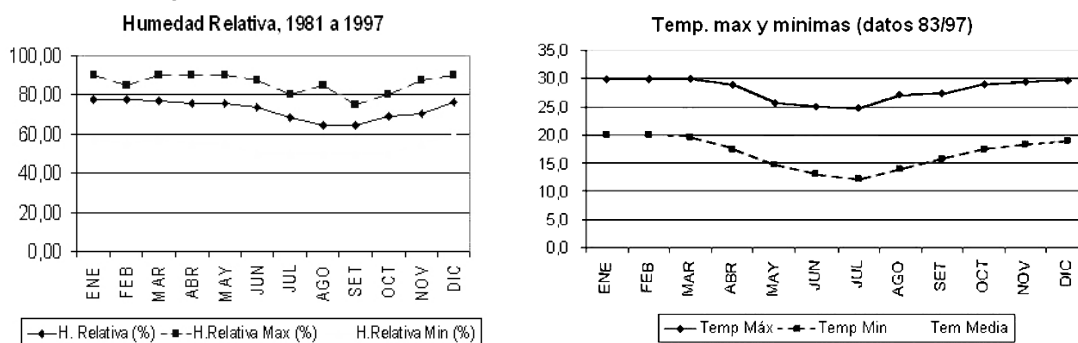 Humedad Relativa, 1981 a 1997
100,00
80,00
60,00
40,00
20,00
0,00
ENE
FEB
MAR
ABR
MAY
JUN
JUL
AGO
SET
OCT
NOV
DIC
H. Relativa (%)
H.Relativa Max (%)
H.Relativa Min (%)
Temp. max y minimas (datos 83/97)
35,0
30,0
25,0
20,0
15,0
10,0
5,0
0,0
ENE
FEB
MAR
ABR
MAY
JUN
JUL
AGO
SET
OCT
NOV
DIC
Temp Máx
Temp Min
Tem Media